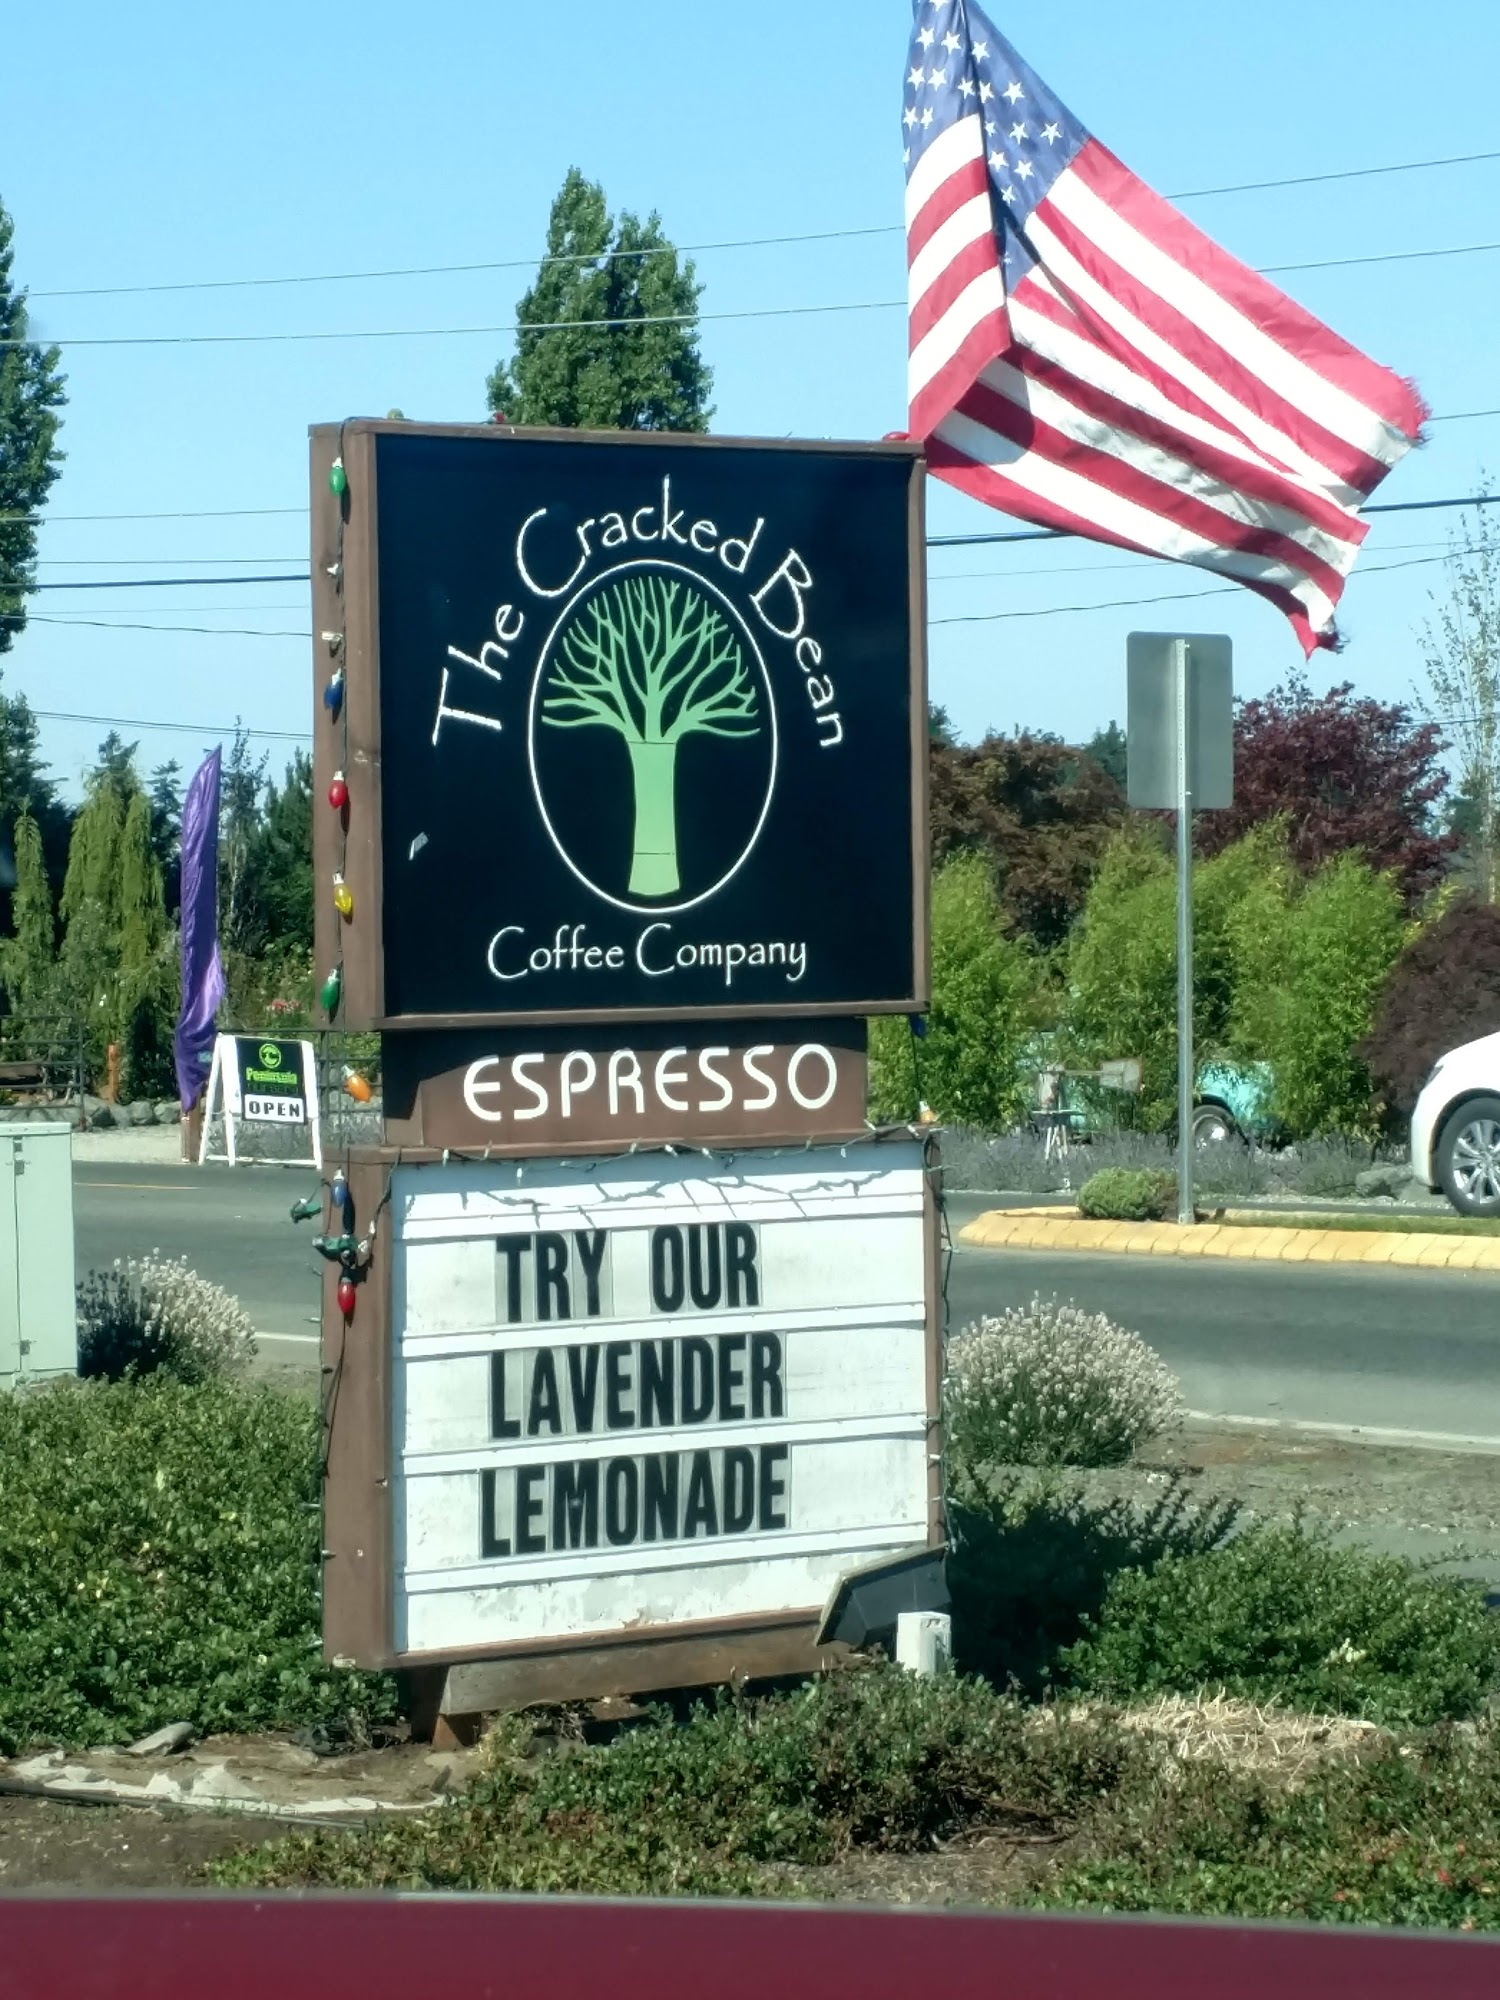 The Cracked Bean
Coffee Company
ESPRESSO
TRY OUR
LAVENDER
LEMONADE
OPEN